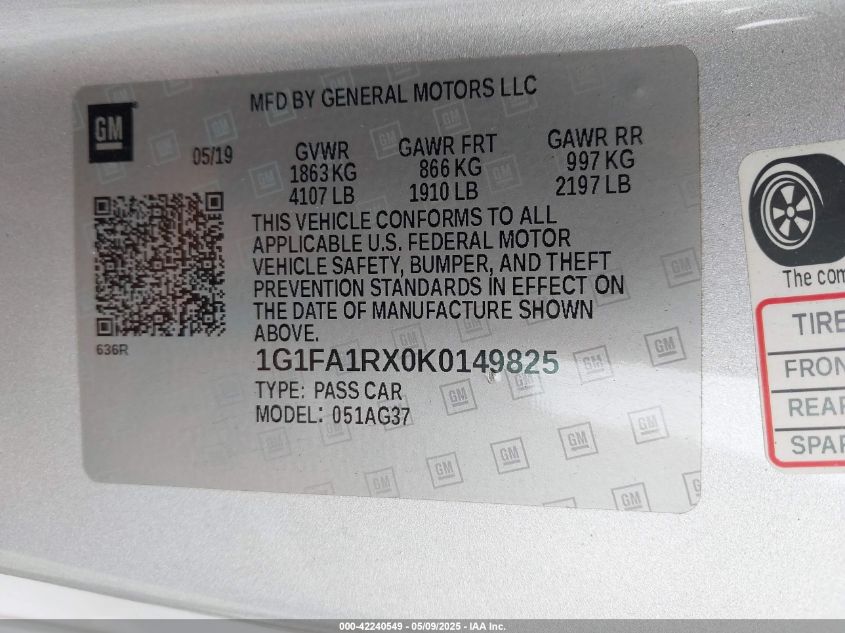 GM
MFD BY GENERAL MOTORS LLC
05/19
GVWR
1863 KG
4107 LB
GAWR FRT
866 KG
1910 LB
GAWR RR
997 KG
2197 LB
THIS VEHICLE CONFORMS TO ALL
APPLICABLE U.S. FEDERAL MOTOR
VEHICLE SAFETY, BUMPER, AND THEFT
PREVENTION STANDARDS IN EFFECT ON
THE DATE OF MANUFACTURE SHOWN
ABOVE.
636R
1G1FA1RX0K0149825
TYPE: PASS CAR
MODEL: 051AG37
The com
TIRE
FRON
REAR
SPAR
000-42240549 - 05/09/2025 - IAA Inc.